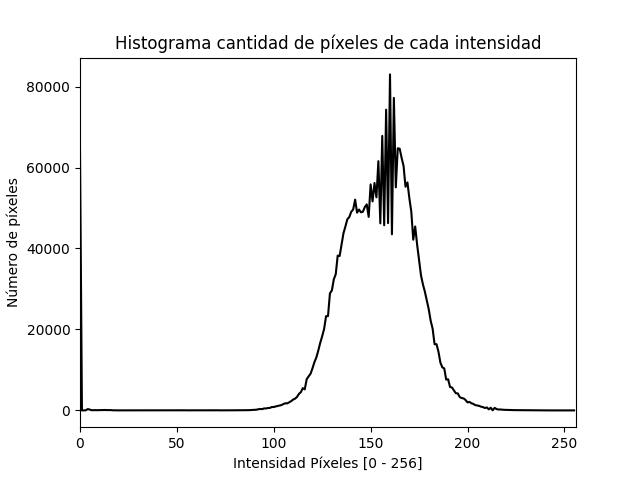 Histograma cantidad de píxeles de cada intensidad
80000
60000
40000
20000
0
Número de píxeles
0 50 100 150 200 250
Intensidad Píxeles [0 - 256]